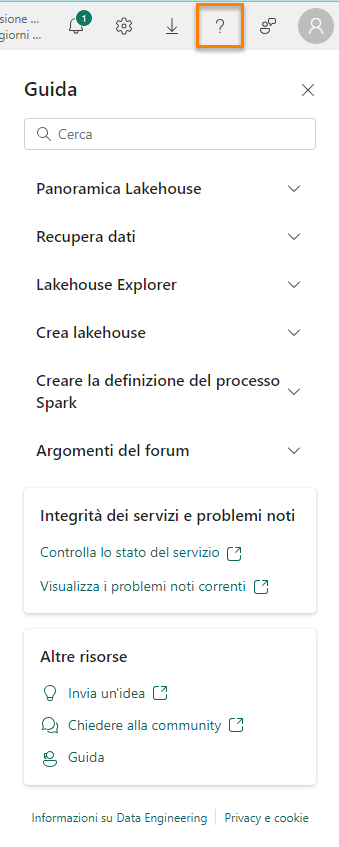 sione
giorni ...
1
?
Guida
Cerca
Panoramica Lakehouse
Recupera dati
Lakehouse Explorer
Crea lakehouse
Creare la definizione del processo
Spark
Argomenti del forum
Integrità dei servizi e problemi noti
Controlla lo stato del servizio
Visualizza i problemi noti correnti
Altre risorse
Invia un'idea
Chiedere alla community
Guida
Informazioni su Data Engineering
Privacy e cookie